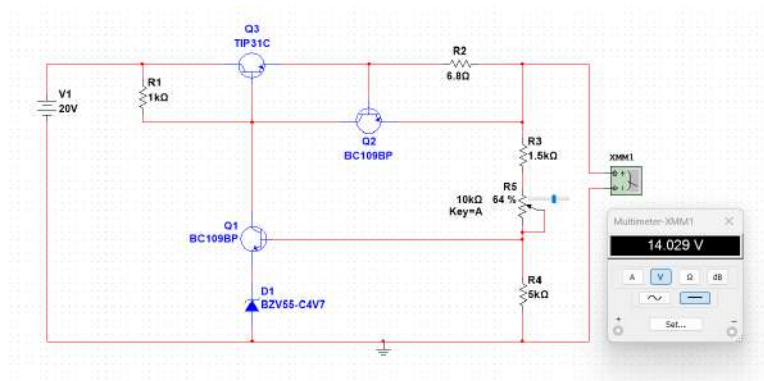 Q3
TIP31C
R2
6.8Ω
R1
1kΩ
V1
20V
Q2
BC109BP
R3
1.5kΩ
XMM1
R5
10kΩ
64 %
Key=A
Q1
BC109BP
D1
BZV55-C4V7
R4
5kΩ
Multimeter-XMM1
14.029 V
A
V
Ω
dB
Set...
+
-